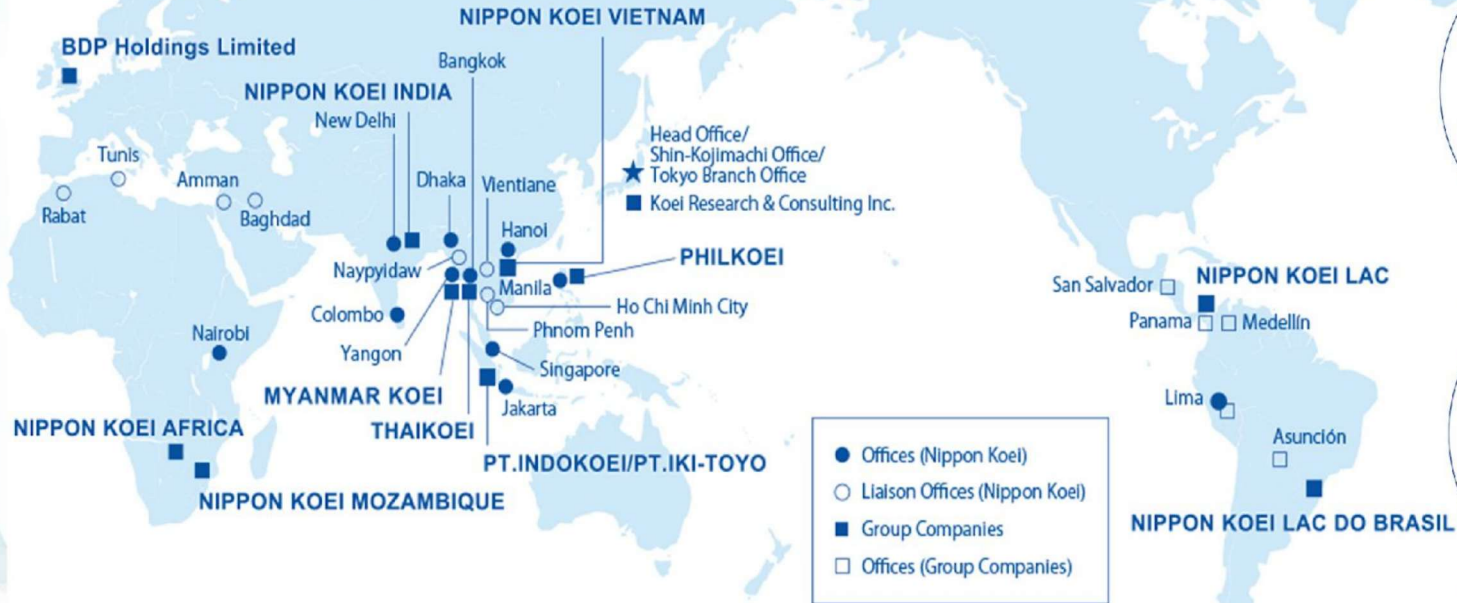 NIPPON KOEI VIETNAM
BDP Holdings Limited
Bangkok
NIPPON KOEI INDIA
New Delhi
Head Office/
Shin-Kojimachi Office/
Tokyo Branch Office
Koei Research & Consulting Inc.
Tunis
Amman
Dhaka
Vientiane
Rabat
Baghdad
Hanoi
Naypyidaw
Manila
PHILKOEI
San Salvador
NIPPON KOEI LAC
Colombo
Ho Chi Minh City
Panama
Medellín
Nairobi
Phnom Penh
Yangon
Singapore
MYANMAR KOEI
Jakarta
Lima
NIPPON KOEI AFRICA
THAIKOEI
Asunción
PT.INDOKOEI/PT.IKI-TOYO
NIPPON KOEI MOZAMBIQUE
NIPPON KOEI LAC DO BRASIL
Offices (Nippon Koei)
Liaison Offices (Nippon Koei)
Group Companies
Offices (Group Companies)